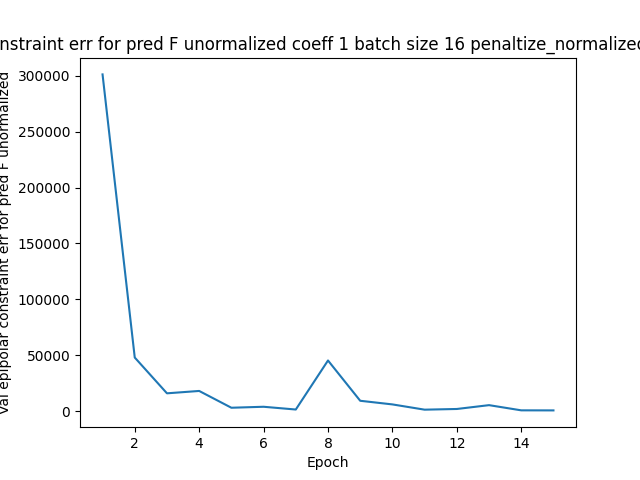 nstraint err for pred F unormalized coeff 1 batch size 16 penaltize_normalized
Val epipolar constraint err for pred F unormalized
300000
250000
200000
150000
100000
50000
0
2 4 6 8 10 12 14
Epoch